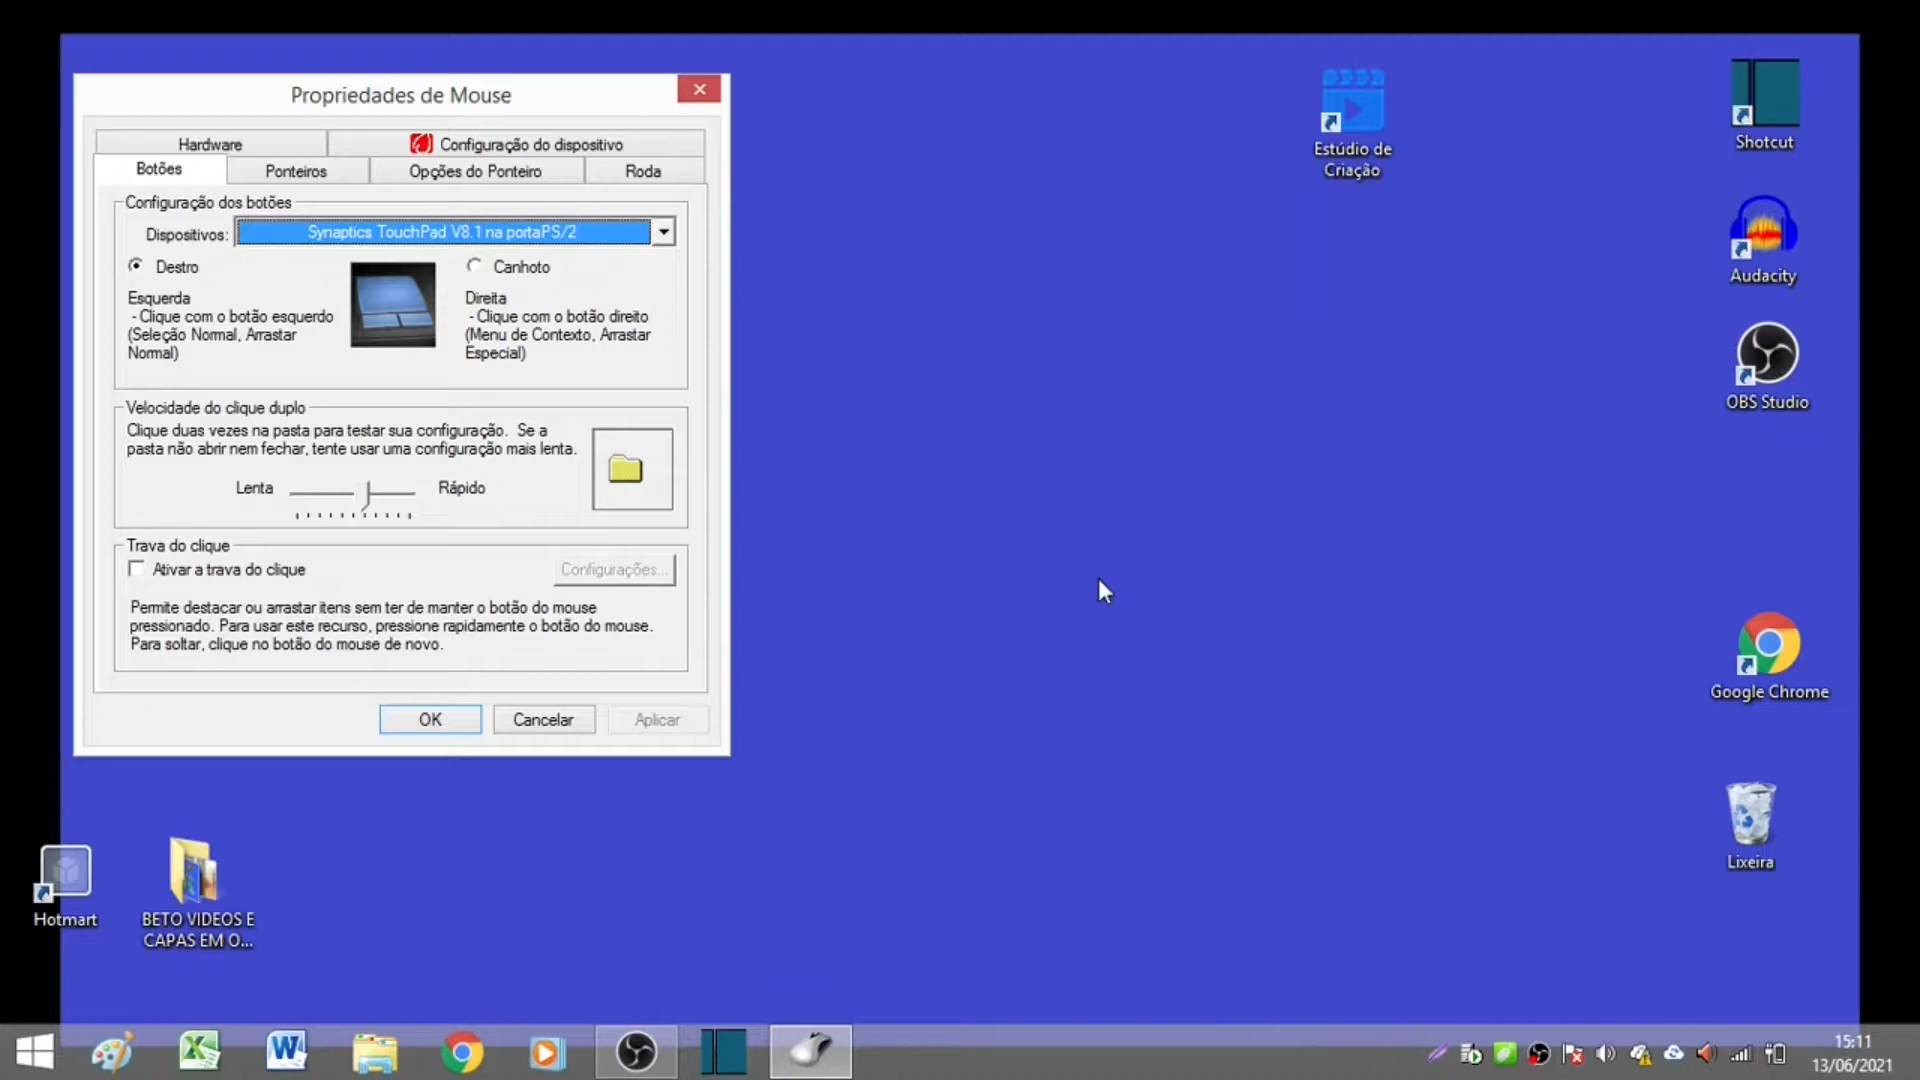 Propriedades de Mouse
Hardware
Configuração do dispositivo
Botões
Ponteiros
Opções do Ponteiro
Roda
Configuração dos botões
Dispositivos:
Synaptics TouchPad V8.1 na portaPS/2
Destro
Canhoto
Esquerda
- Clique com o botão esquerdo
(Seleção Normal, Arrastar
Normal)
Direita
- Clique com o botão direito
(Menu de Contexto, Arrastar
Especial)
Velocidade do clique duplo
Clique duas vezes na pasta para testar sua configuração. Se a
pasta não abrir nem fechar, tente usar uma configuração mais lenta.
Lenta
Rápido
Trava do clique
Ativar a trava do clique
Configurações...
Permite destacar ou arrastar itens sem ter de manter o botão do mouse
pressionado. Para usar este recurso, pressione rapidamente o botão do mouse.
Para soltar, clique no botão do mouse de novo.
OK
Cancelar
Aplicar
Estúdio de
Criação
Shotcut
Audacity
OBS Studio
Google Chrome
Lixeira
Hotmart
BETO VIDEOS E
CAPAS EM O...
15:11
13/06/2021